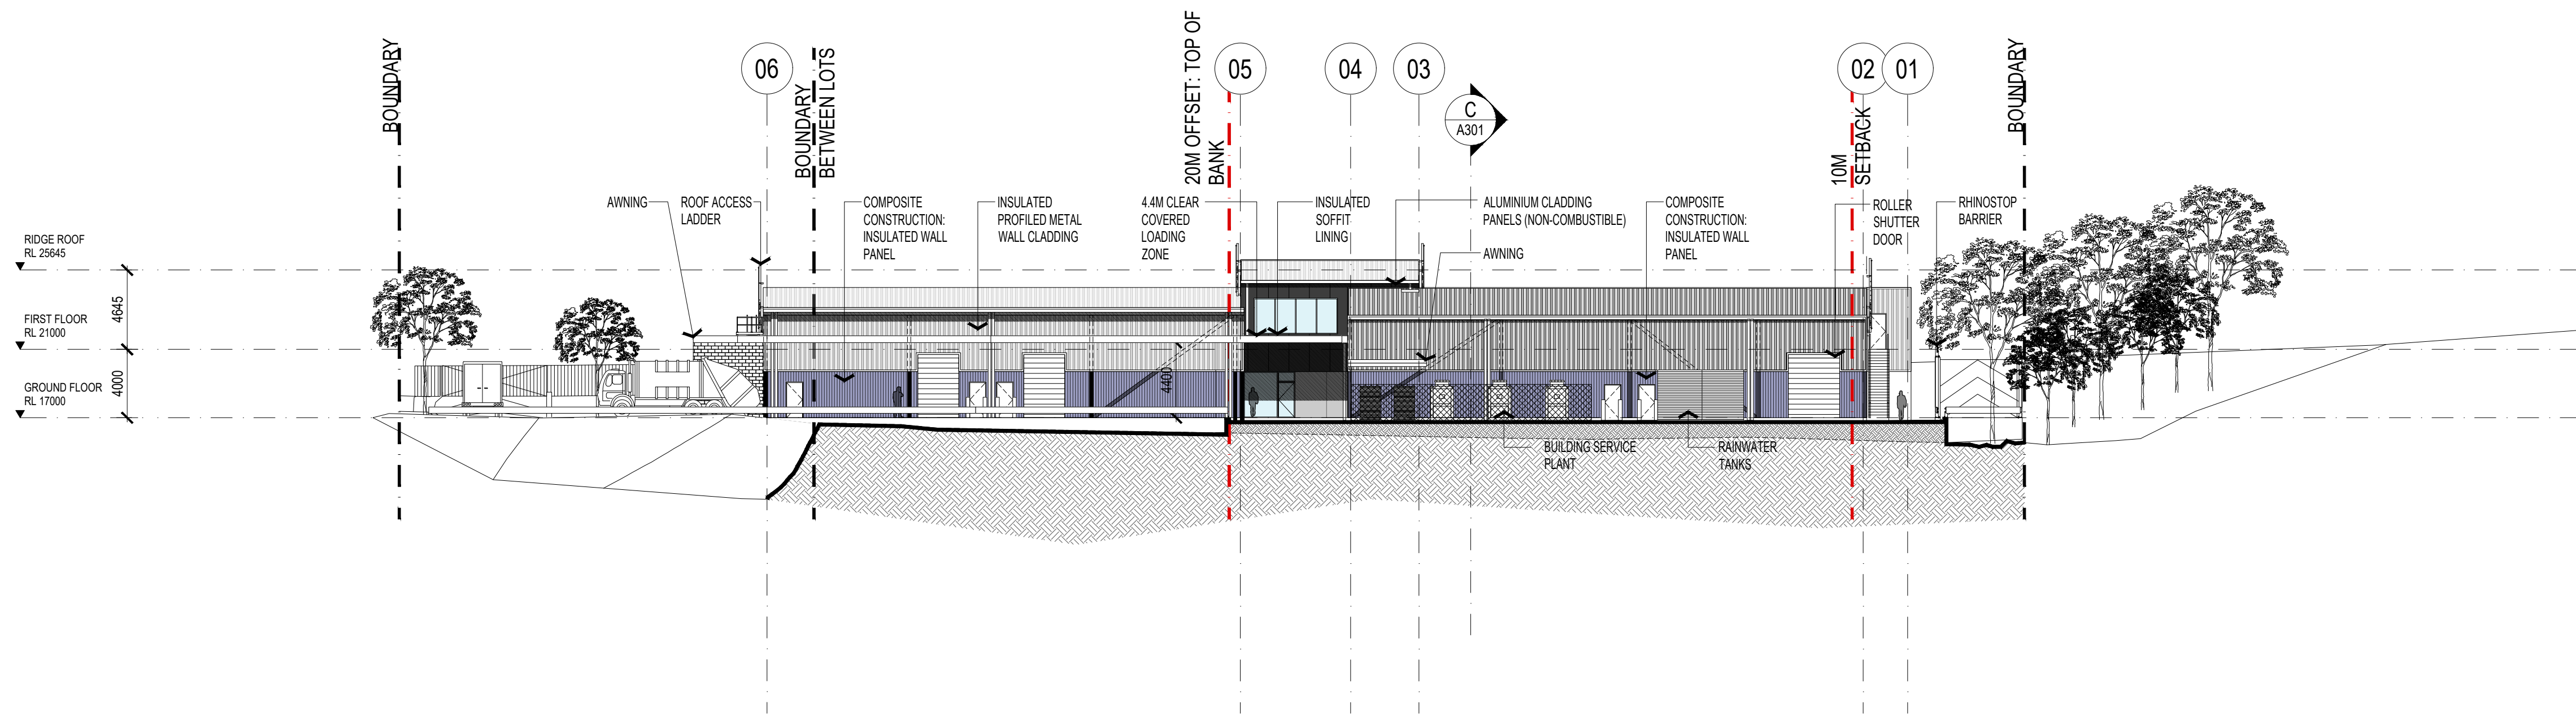 BOUNDARY
06
BOUNDARY
BETWEEN LOTS
20M OFFSET: TOP OF
BANK
05
04
03
C
A301
10M
SETBACK
02
01
BOUNDARY
AWNING
ROOF ACCESS
LADDER
COMPOSITE
CONSTRUCTION:
INSULATED WALL
PANEL
INSULATED
PROFILED METAL
WALL CLADDING
4.4M CLEAR
COVERED
LOADING
ZONE
INSULATED
SOFFIT
LINING
ALUMINIUM CLADDING
PANELS (NON-COMBUSTIBLE)
AWNING
COMPOSITE
CONSTRUCTION:
INSULATED WALL
PANEL
ROLLER
SHUTTER
DOOR
RHINOSTOP
BARRIER
RIDGE ROOF
RL 25645
4645
FIRST FLOOR
RL 21000
4000
GROUND FLOOR
RL 17000
4400
BUILDING SERVICE
PLANT
RAINWATER
TANKS